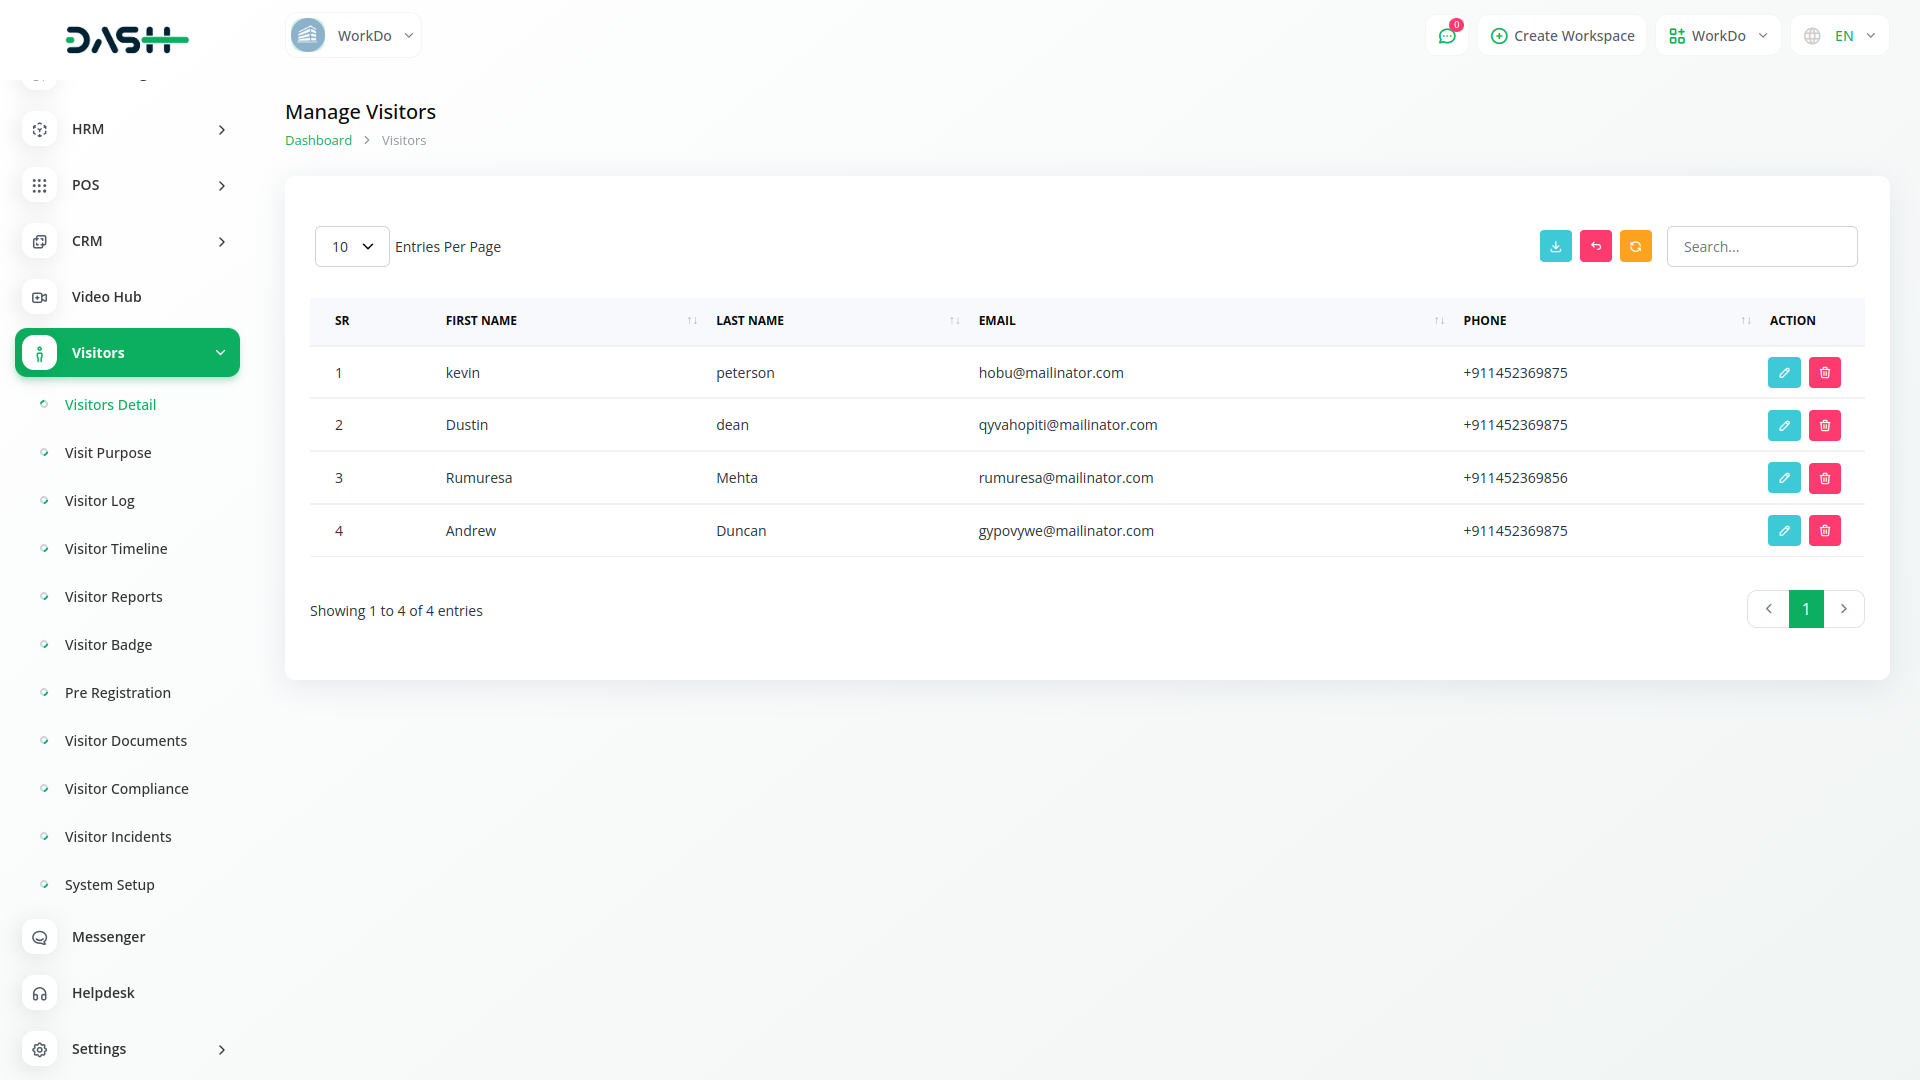 DASH
WorkDo
0
Create Workspace
WorkDo
EN
HRM
POS
CRM
Video Hub
Visitors
Visitors Detail
Visit Purpose
Visitor Log
Visitor Timeline
Visitor Reports
Visitor Badge
Pre Registration
Visitor Documents
Visitor Compliance
Visitor Incidents
System Setup
Messenger
Helpdesk
Settings
Manage Visitors
Dashboard > Visitors
10 Entries Per Page
Search...
SR FIRST NAME LAST NAME EMAIL PHONE ACTION
1 kevin peterson hobu@mailinator.com +911452369875
2 Dustin dean qyvahopiti@mailinator.com +911452369875
3 Rumuresa Mehta rumuresa@mailinator.com +911452369856
4 Andrew Duncan gypovywe@mailinator.com +911452369875
Showing 1 to 4 of 4 entries
1